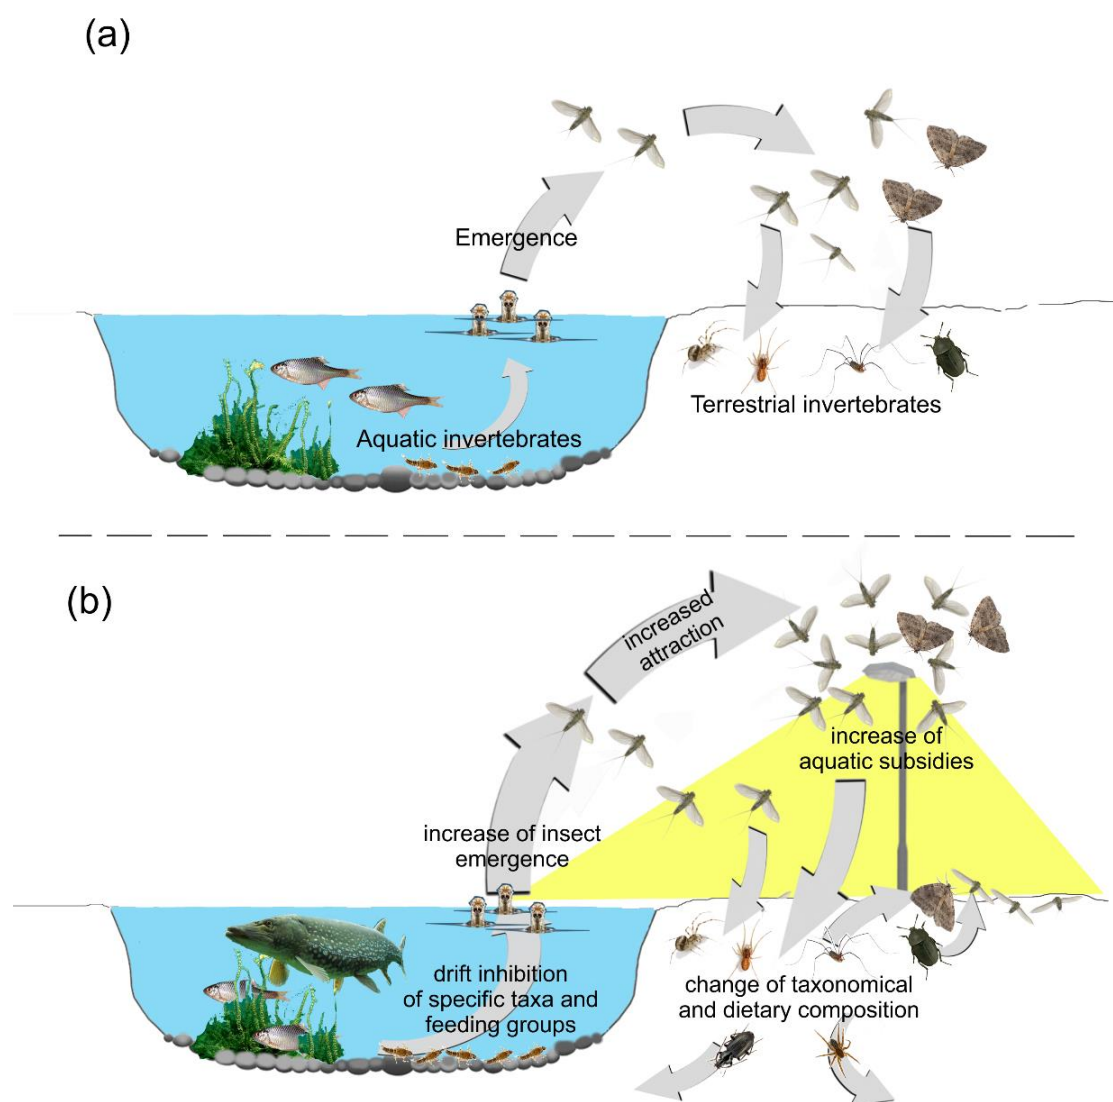 (a)
Emergence
Terrestrial invertebrates
Aquatic invertebrates
(b)
increased
attraction
increase of
aquatic subsidies
increase of insect
emergence
drift inhibition
of specific taxa and
feeding groups
change of taxonomical
and dietary composition